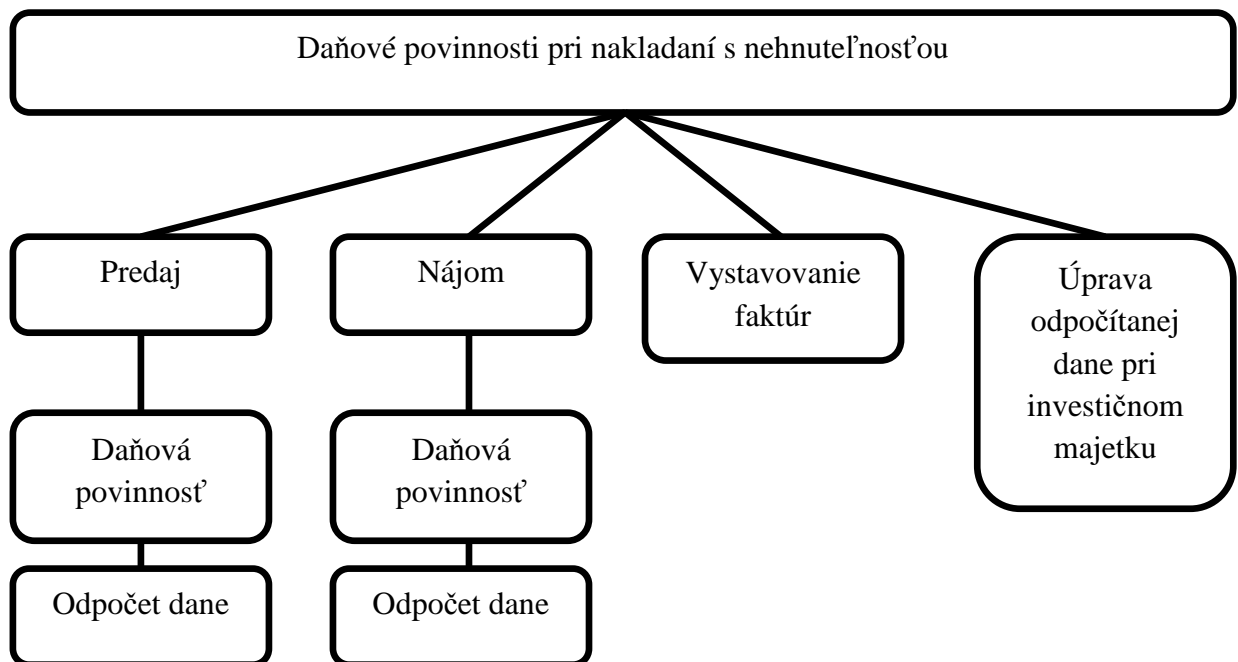 Daňové povinnosti pri nakladaní s nehnuteľnosťou
Predaj
Nájom
Vystavovanie
faktúr
Úprava
odpočítanej
dane pri
investičnom
majetku
Daňová
povinnosť
Daňová
povinnosť
Odpočet dane
Odpočet dane